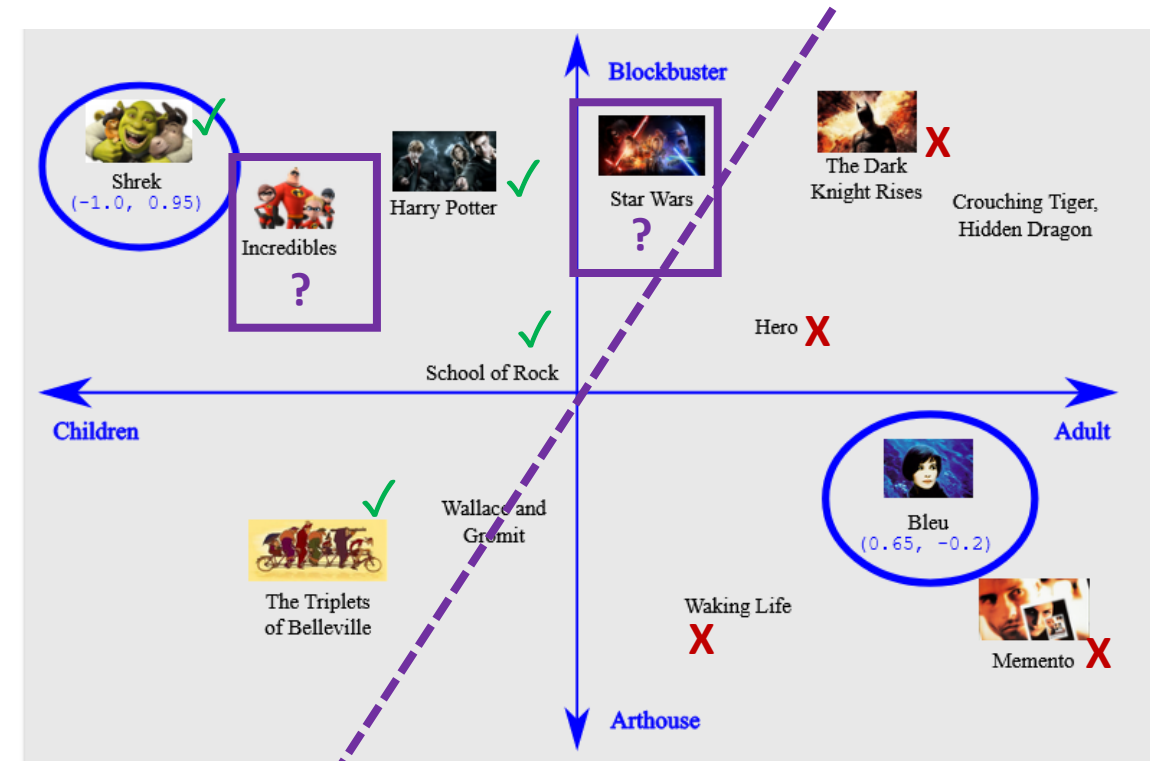 Blockbuster
Shrek
(-1.0, 0.95)
Incredibles
?
Harry Potter
Star Wars
?
The Dark
Knight Rises
X
Crouching Tiger,
Hidden Dragon
Hero X
School of Rock
Children
Adult
Wallace and
Gromit
Bleu
(0.65, -0.2)
The Triplets
of Belleville
Waking Life
X
Memento X
Arthouse